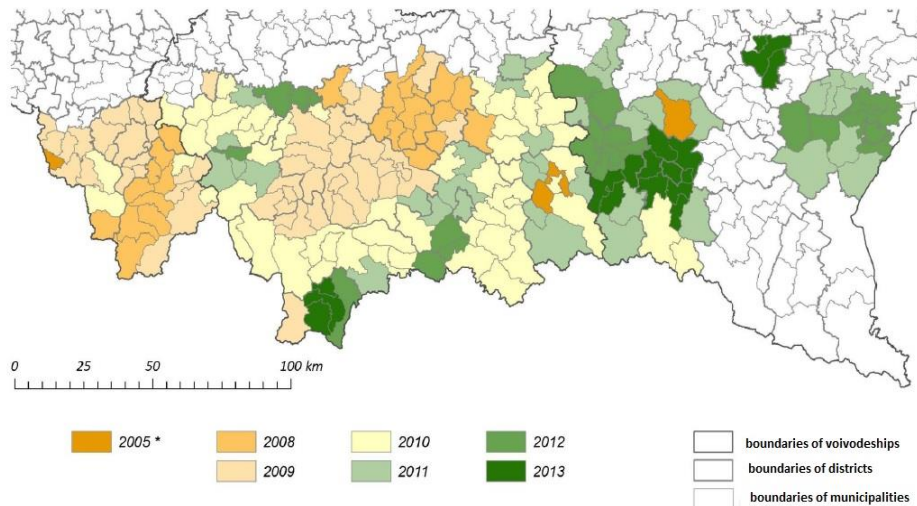 0 25 50 100 km
2005 * 2008 2010 2012 boundaries of voivodeships
2009 2011 2013 boundaries of districts
boundaries of municipalities